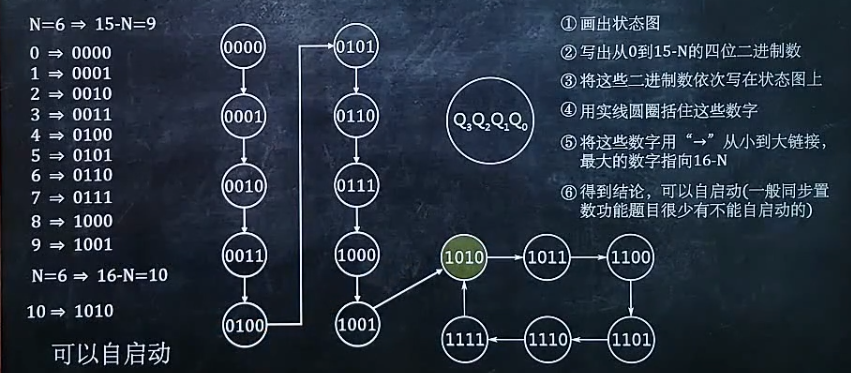 N=6 ⇒ 15-N=9
0 ⇒ 0000
1 ⇒ 0001
2 ⇒ 0010
3 ⇒ 0011
4 ⇒ 0100
5 ⇒ 0101
6 ⇒ 0110
7 ⇒ 0111
8 ⇒ 1000
9 ⇒ 1001
N=6 ⇒ 16-N=10
10 ⇒ 1010
可以自启动
0000
0001
0010
0011
0100
0101
0110
0111
1000
1001
Q₃Q₂Q₁Q₀
1010
1011
1100
1101
1110
1111
①画出状态图
②写出从0到15-N的四位二进制数
③将这些二进制数依次写在状态图上
④用实线圆圈括住这些数字
⑤将这些数字用“→”从小到大链接，
最大的数字指向16-N
⑥得到结论，可以自启动(一般同步置
数功能题目很少有不能自启动的)